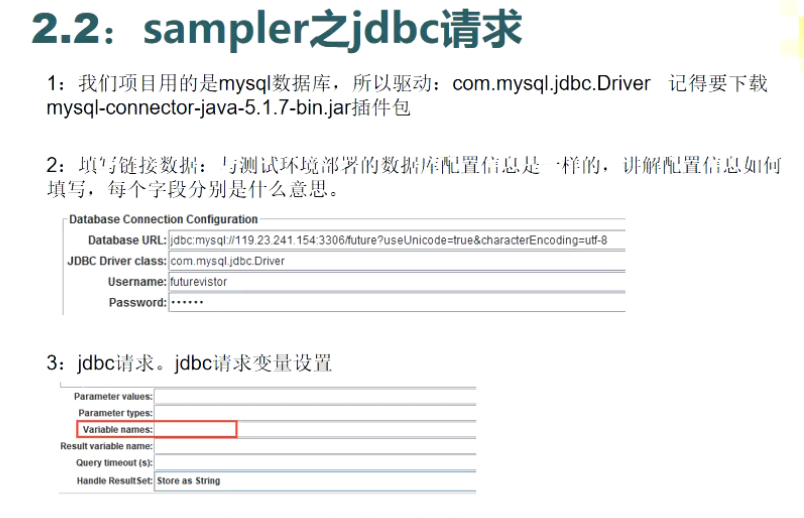 2.2：sampler之jdbc请求
1：我们项目用的是mysql数据库，所以驱动：com.mysql.jdbc.Driver 记得要下载
mysql-connector-java-5.1.7-bin.jar插件包
2：填写链接数据：与测试环境部署的数据库配置信息是一样的，讲解配置信息如何
填写，每个字段分别是什么意思。
Database Connection Configuration
Database URL: jdbc:mysql://119.23.241.154:3306/future?useUnicode=true&characterEncoding=utf-8
JDBC Driver class: com.mysql.jdbc.Driver
Username: futurevistor
Password: ••••••
3：jdbc请求。jdbc请求变量设置
Parameter values:
Parameter types:
Variable names:
Result variable name:
Query timeout (s):
Handle ResultSet: Store as String